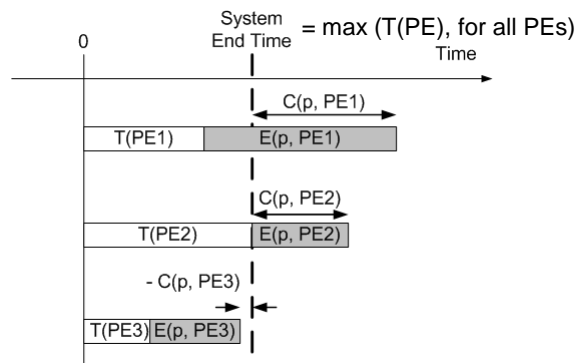 System
End Time = max (T(PE), for all PEs)
0
Time
C(p, PE1)
T(PE1) E(p, PE1)
C(p, PE2)
T(PE2) E(p, PE2)
- C(p, PE3)
T(PE3) E(p, PE3)